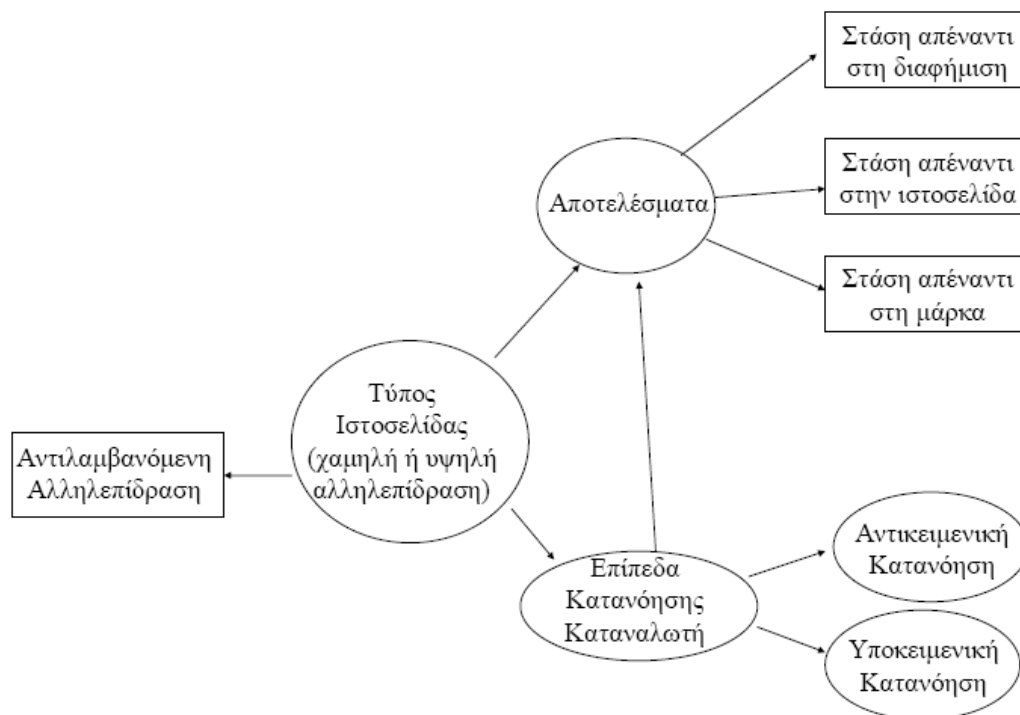 Στάση απέναντι
στη διαφήμιση
Στάση απέναντι
στην ιστοσελίδα
Αποτελέσματα
Στάση απέναντι
στη μάρκα
Τύπος
Ιστοσελίδας
(χαμηλή ή υψηλή
αλληλεπίδραση)
Αντιλαμβανόμενη
Αλληλεπίδραση
Αντικειμενική
Κατανόηση
Επίπεδα
Κατανόησης
Καταναλωτή
Υποκειμενική
Κατανόηση